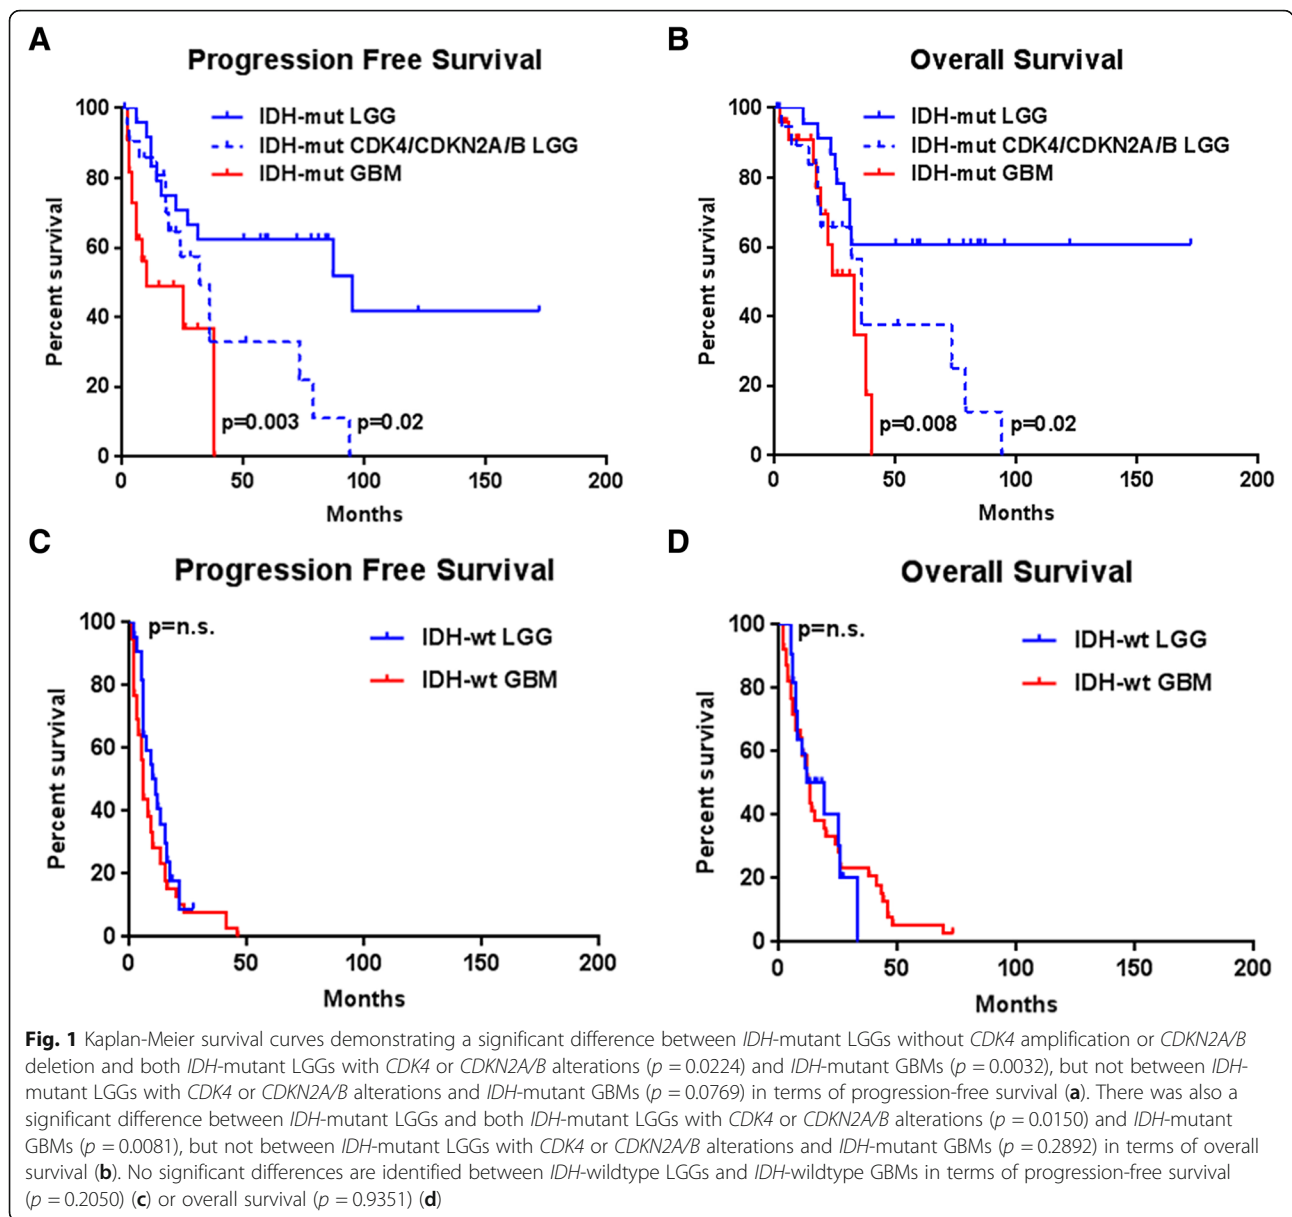 A
Progression Free Survival
IDH-mut LGG
IDH-mut CDK4/CDKN2A/B LGG
IDH-mut GBM
Percent survival
100
80
60
40
20
0
p=0.003
p=0.02
0 50 100 150 200
Months
B
Overall Survival
IDH-mut LGG
IDH-mut CDK4/CDKN2A/B LGG
IDH-mut GBM
Percent survival
100
80
60
40
20
0
p=0.008
p=0.02
0 50 100 150 200
Months
C
Progression Free Survival
p=n.s.
IDH-wt LGG
IDH-wt GBM
Percent survival
100
80
60
40
20
0
0 50 100 150 200
Months
D
Overall Survival
p=n.s.
IDH-wt LGG
IDH-wt GBM
Percent survival
100
80
60
40
20
0
0 50 100 150 200
Months
Fig. 1 Kaplan-Meier survival curves demonstrating a significant difference between IDH-mutant LGGs without CDK4 amplification or CDKN2A/B
deletion and both IDH-mutant LGGs with CDK4 or CDKN2A/B alterations (p = 0.0224) and IDH-mutant GBMs (p = 0.0032), but not between IDH-
mutant LGGs with CDK4 or CDKN2A/B alterations and IDH-mutant GBMs (p = 0.0769) in terms of progression-free survival (a). There was also a
significant difference between IDH-mutant LGGs and both IDH-mutant LGGs with CDK4 or CDKN2A/B alterations (p = 0.0150) and IDH-mutant
GBMs (p = 0.0081), but not between IDH-mutant LGGs with CDK4 or CDKN2A/B alterations and IDH-mutant GBMs (p = 0.2892) in terms of overall
survival (b). No significant differences are identified between IDH-wildtype LGGs and IDH-wildtype GBMs in terms of progression-free survival
(p = 0.2050) (c) or overall survival (p = 0.9351) (d)